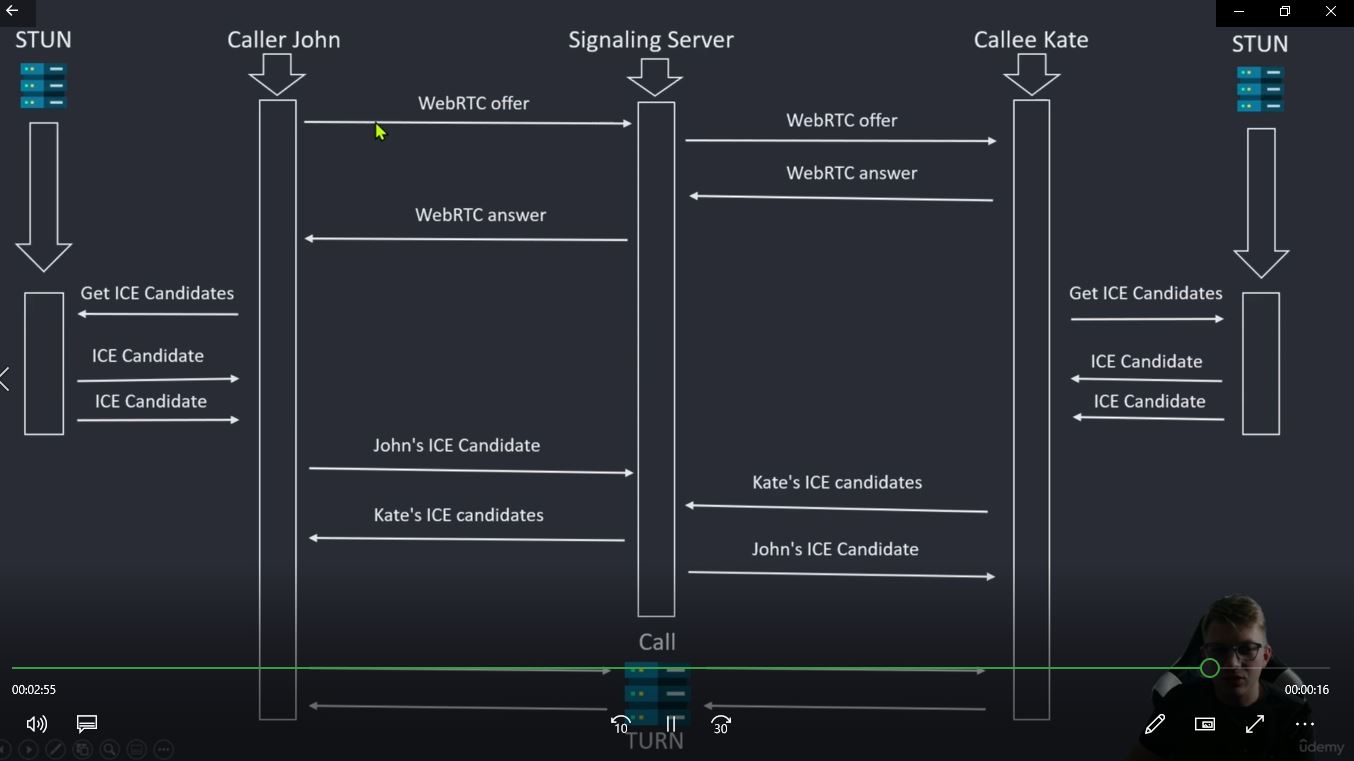 STUN
Caller John
Signaling Server
Callee Kate
STUN
WebRTC offer
WebRTC offer
WebRTC answer
WebRTC answer
Get ICE Candidates
Get ICE Candidates
ICE Candidate
ICE Candidate
ICE Candidate
ICE Candidate
John's ICE Candidate
Kate's ICE candidates
Kate's ICE candidates
John's ICE Candidate
Call
00:02:55
00:00:16
10
30
TURN
ûdemy